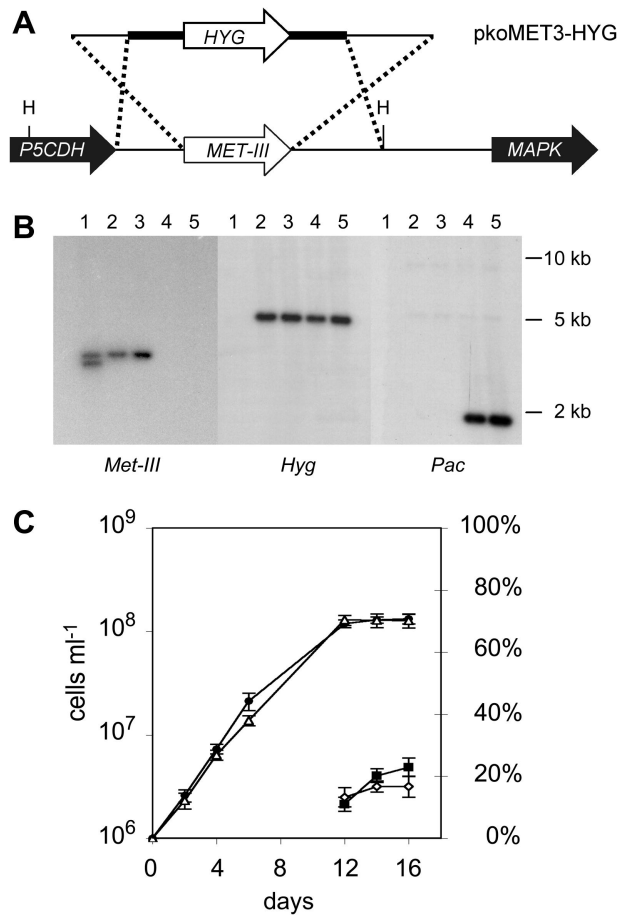 A
HYG
pkoMET3-HYG
H
H
P5CDH
MET-III
MAPK
B
1 2 3 4 5
1 2 3 4 5
1 2 3 4 5
10 kb
5 kb
2 kb
Met-III
Hyg
Pac
C
10⁹
100%
80%
10⁸
60%
cells ml⁻¹
10⁷
40%
20%
10⁶
0%
0 4 8 12 16
days